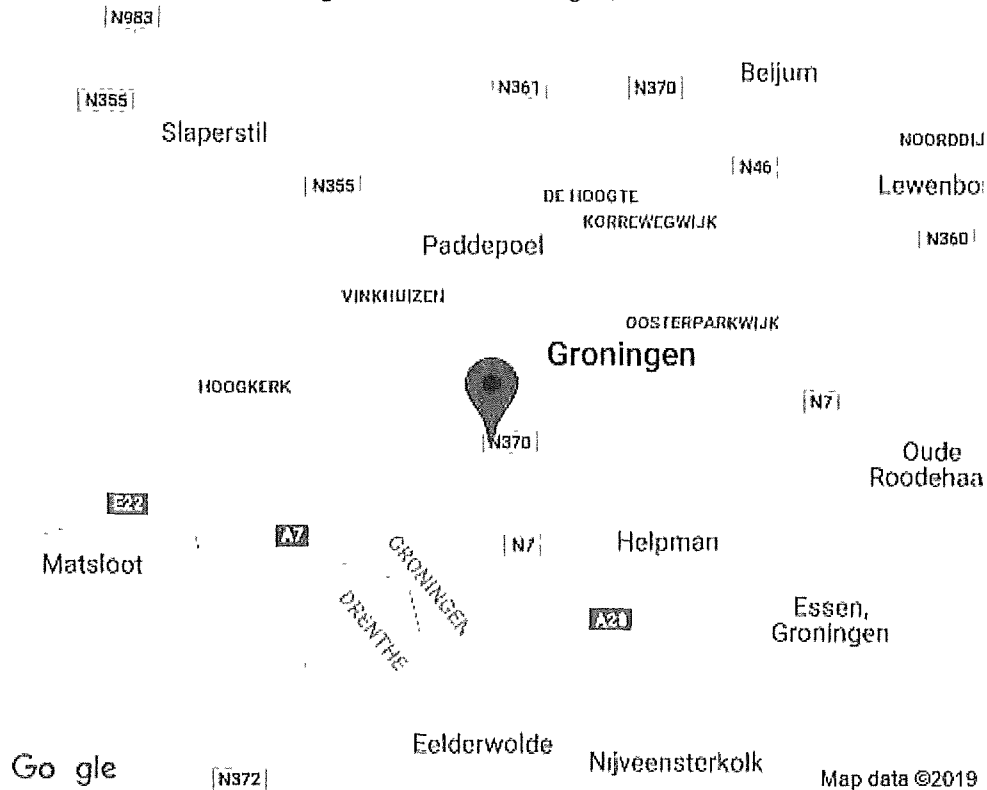 N983
N361
N370
Beijum
N355
Slaperstil
NOORDDIJ
N46
N355
Lewenbo
DE HOOGTE
KORREWEGWIJK
N360
Paddepoel
VINKHUIZEN
OOSTERPARKWIJK
Groningen
HOOGKERK
N7
N370
Oude
Roodehaa
E22
A7
N7
Helpman
Matsloot
GRONINGEN
DRENTHE
A28
Essen,
Groningen
Eelderwolde
Nijveensterkolk
Google
N372
Map data ©2019